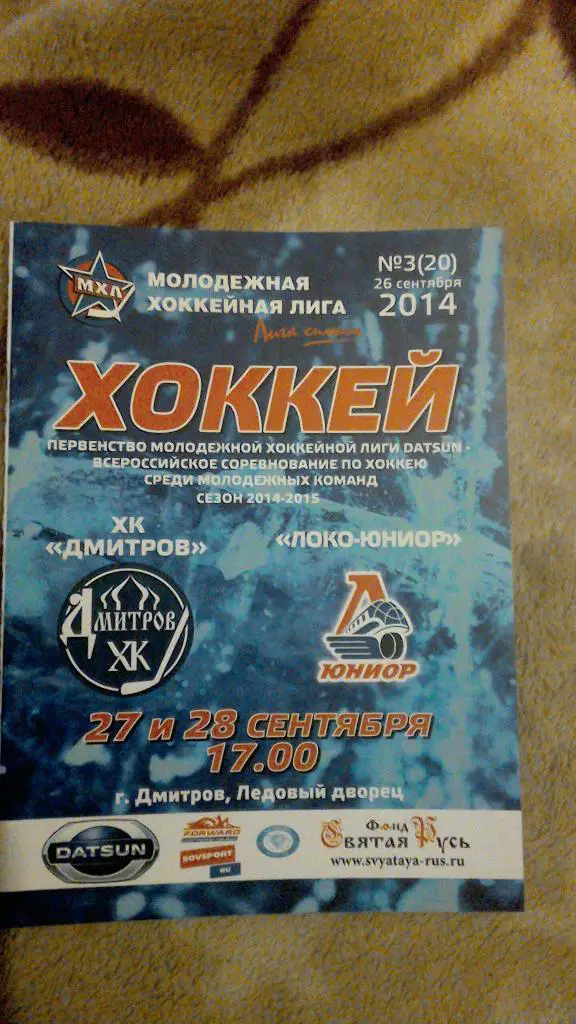 МХЛ
МОЛОДЕЖНАЯ
ХОККЕЙНАЯ ЛИГА
Лига сильных
№3(20)
26 сентября
2014
ХОККЕЙ
ПЕРВЕНСТВО МОЛОДЕЖНОЙ ХОККЕЙНОЙ ЛИГИ DATSUN -
ВСЕРОССИЙСКОЕ СОРЕВНОВАНИЕ ПО ХОККЕЮ
СРЕДИ МОЛОДЕЖНЫХ КОМАНД
СЕЗОН 2014-2015
ХК
«ДМИТРОВ»
«ЛОКО-ЮНИОР»
Дмитров
ХК
ЮНИОР
27 и 28 СЕНТЯБРЯ
17.00
г. Дмитров, Ледовый дворец
DATSUN
FORWARD
SOVSPORT
RU
Фонд
Святая Русь
www.svyataya-rus.ru